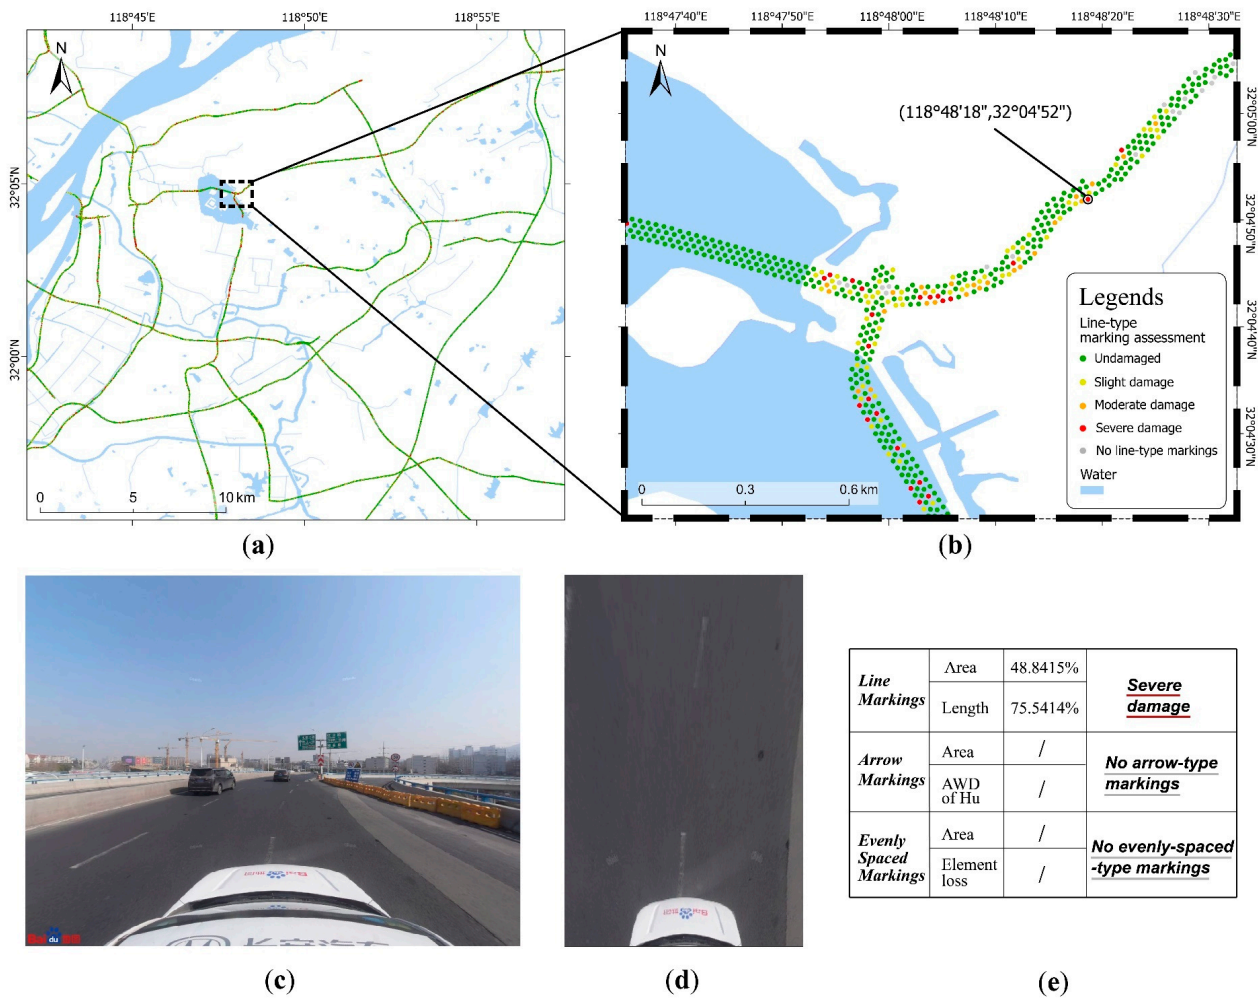 118°45'E 118°50'E 118°55'E
N
32°05'N
32°00'N
0 5 10 km
(a)
118°47'40"E 118°47'50"E 118°48'00"E 118°48'10"E 118°48'20"E 118°48'30"E
N
(118°48'18",32°04'52")
32°05'00"N
32°04'50"N
32°04'40"N
32°04'30"N
Legends
Line-type
marking assessment
Undamaged
Slight damage
Moderate damage
Severe damage
No line-type markings
Water
0 0.3 0.6 km
(b)
长安汽车
(c)
(d)
Line
Markings
Area 48.8415%
Length 75.5414%
Severe
damage
Arrow
Markings
Area /
AWD
of Hu /
No arrow-type
markings
Evenly
Spaced
Markings
Area /
Element
loss /
No evenly-spaced
-type markings
(e)